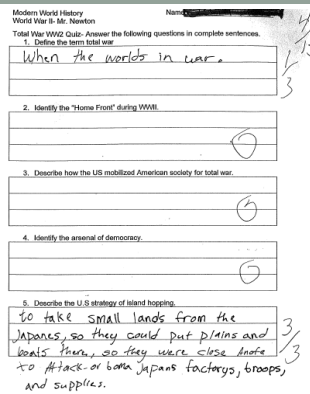 Modern World History
Name
World War II- Mr. Newton
4
Total War WW2 Quiz- Answer the following questions in complete sentences.
1. Define the term total war
When the worlds in war.
1/3
2. Identify the "Home Front" during WWII.
0
3. Describe how the US mobilized American society for total war.
0
4. Identify the arsenal of democracy.
0
5. Describe the U.S strategy of island hopping.
to take small lands from the
Japanes, so they could put plains and
boats there, so they were close Anofe
to Attack or bomb Japans factorys, troops,
and supplies.
3/3